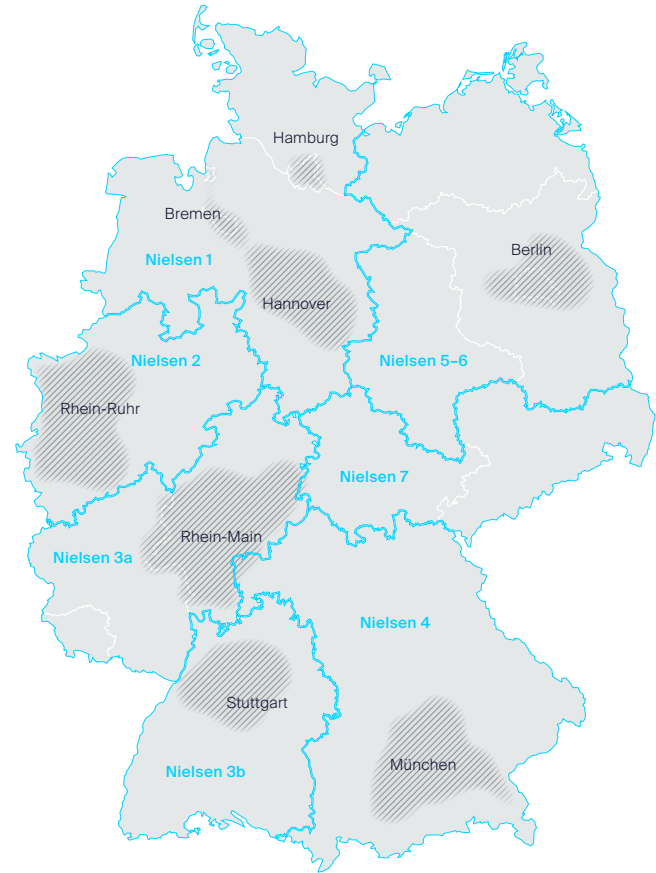 Hamburg
Bremen
Berlin
Nielsen 1
Hannover
Nielsen 2
Nielsen 5–6
Rhein-Ruhr
Nielsen 7
Rhein-Main
Nielsen 3a
Nielsen 4
Stuttgart
München
Nielsen 3b